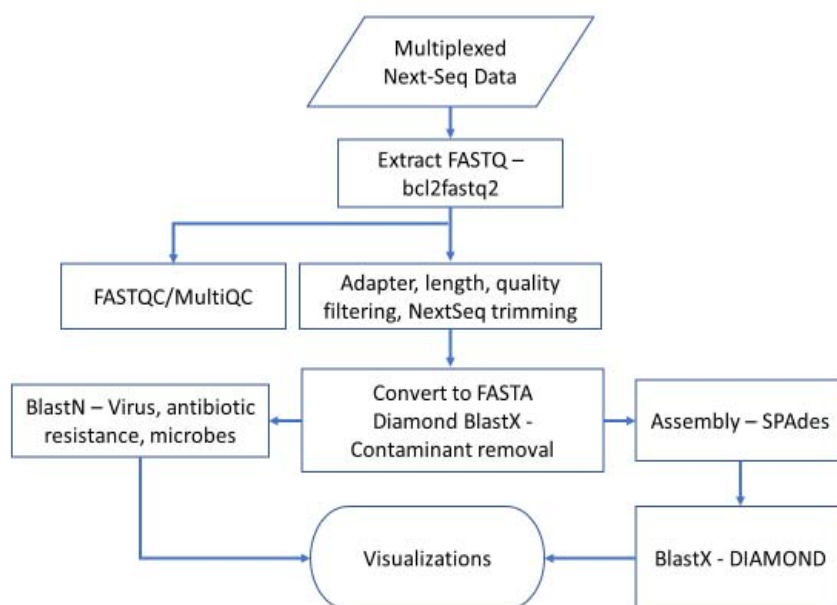 Multiplexed
Next-Seq Data
Extract FASTQ –
bcl2fastq2
FASTQC/MultiQC
Adapter, length, quality
filtering, NextSeq trimming
BlastN – Virus, antibiotic
resistance, microbes
Convert to FASTA
Diamond BlastX -
Contaminant removal
Assembly – SPAdes
Visualizations
BlastX - DIAMOND